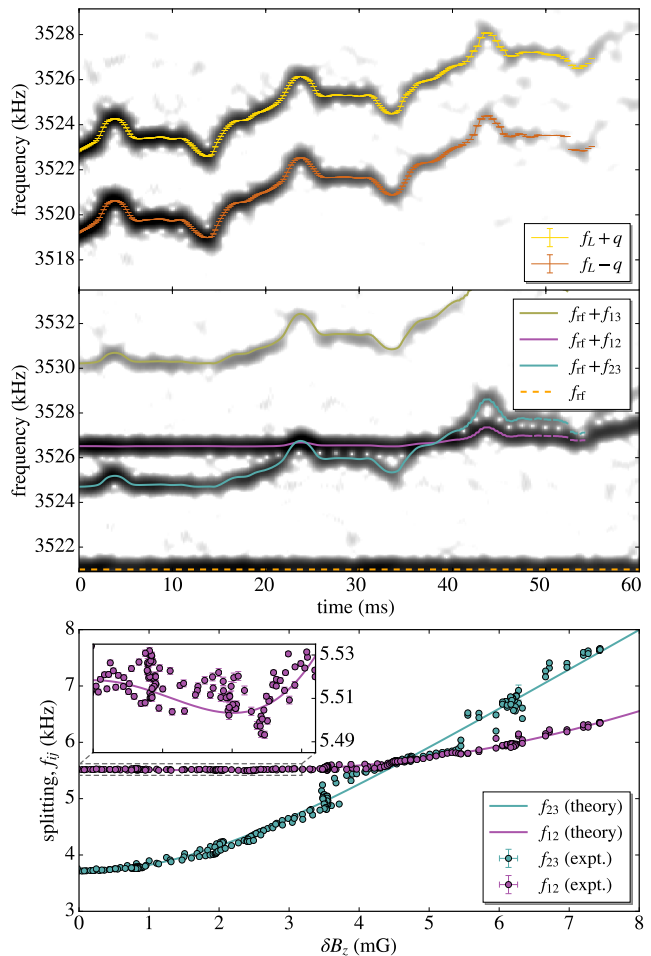 3528
3526
3523
3520
3518
frequency (kHz)
f_L + q
f_L − q
3532
3530
3528
3526
3524
3521
frequency (kHz)
f_rf + f_13
f_rf + f_12
f_rf + f_23
f_rf
0 10 20 30 40 50 60
time (ms)
8
7
6
5
4
3
splitting, f_ij (kHz)
5.53
5.51
5.49
f_23 (theory)
f_12 (theory)
f_23 (expt.)
f_12 (expt.)
0 1 2 3 4 5 6 7 8
δB_z (mG)